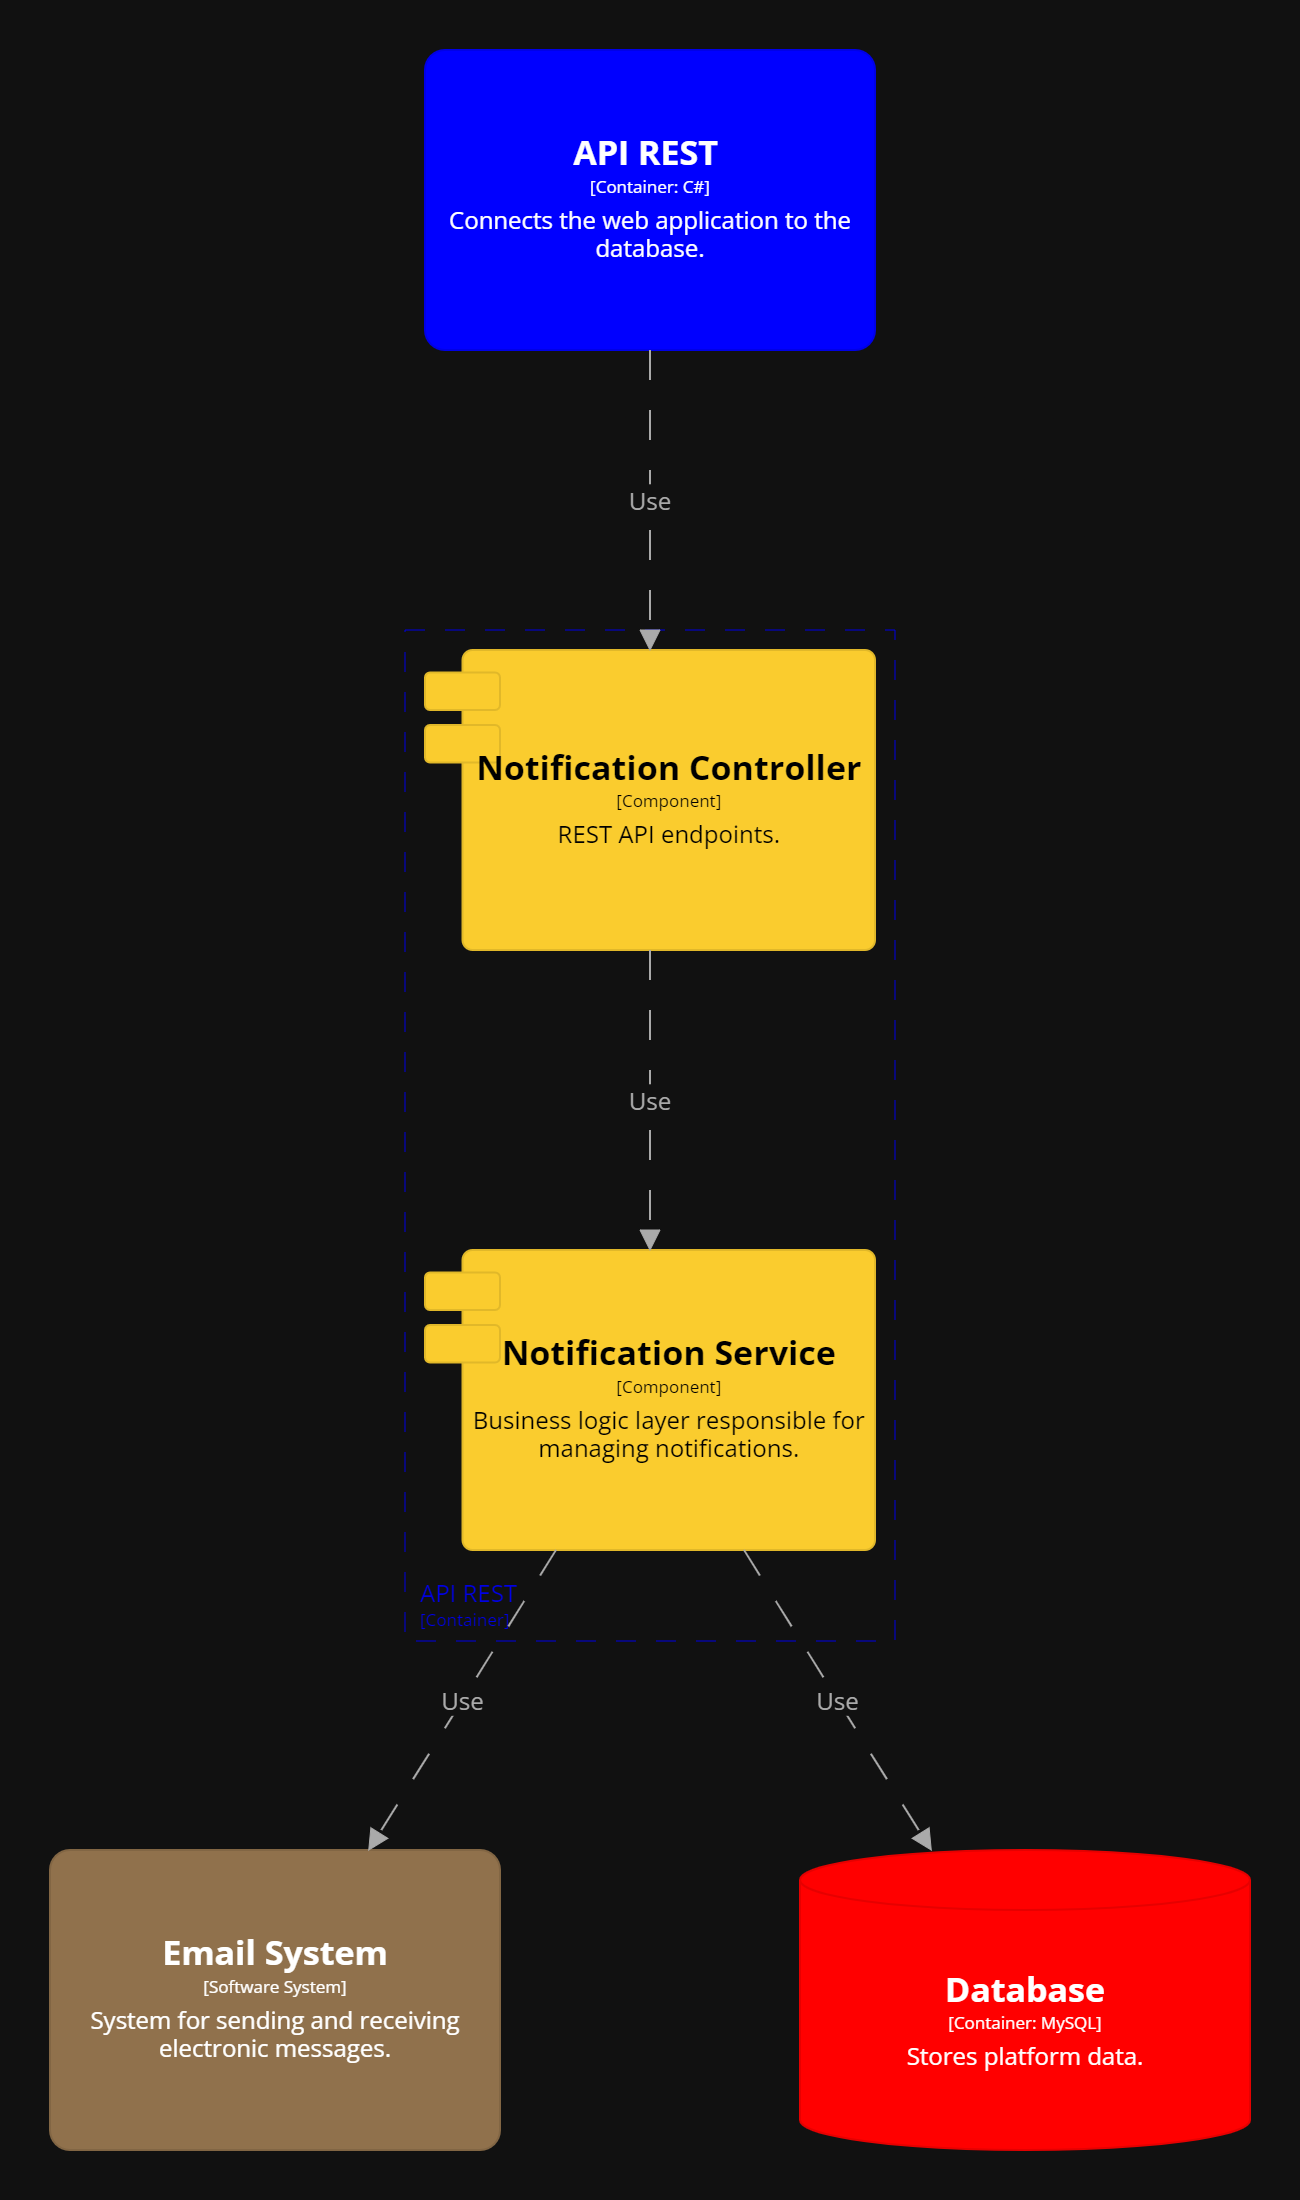 API REST
[Container: C#]
Connects the web application to the
database.
Use
Notification Controller
[Component]
REST API endpoints.
Use
Notification Service
[Component]
Business logic layer responsible for
managing notifications.
API REST
[Container]
Use
Use
Email System
[Software System]
System for sending and receiving
electronic messages.
Database
[Container: MySQL]
Stores platform data.